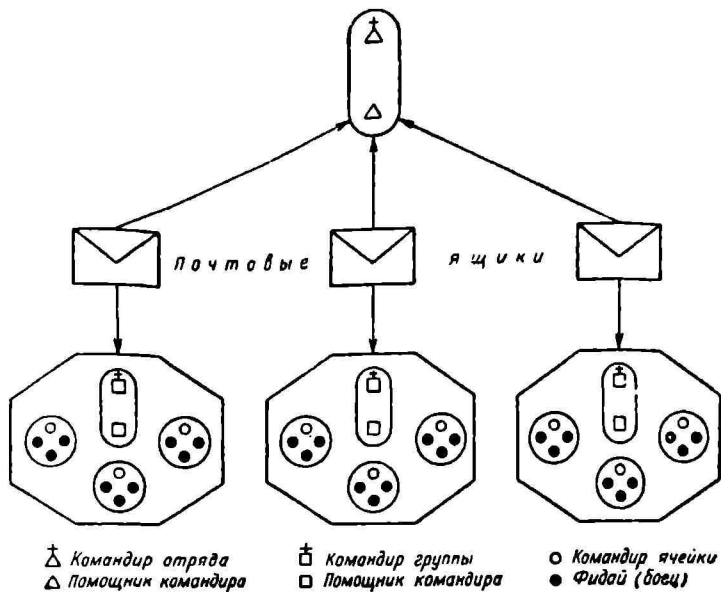 Почтовые ящики
Командир отряда
Помощник командира
Командир группы
Помощник командира
Командир ячейки
Фидай (боец)